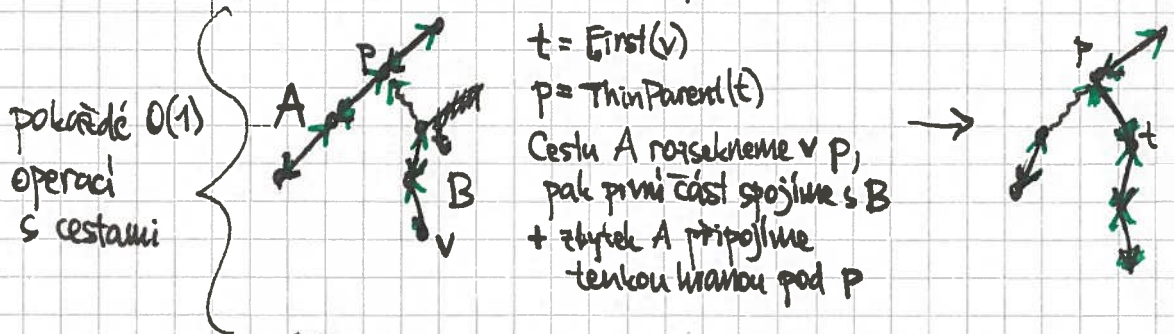 pokaždé O(1)
operací
s cestami
A
p
t
B
v
t = First(v)
p = ThinParent(t)
Cestu A rozsekneme v p,
pak první část spojíme s B
+ zbytek A připojíme
tenkou hranou pod p
p
t